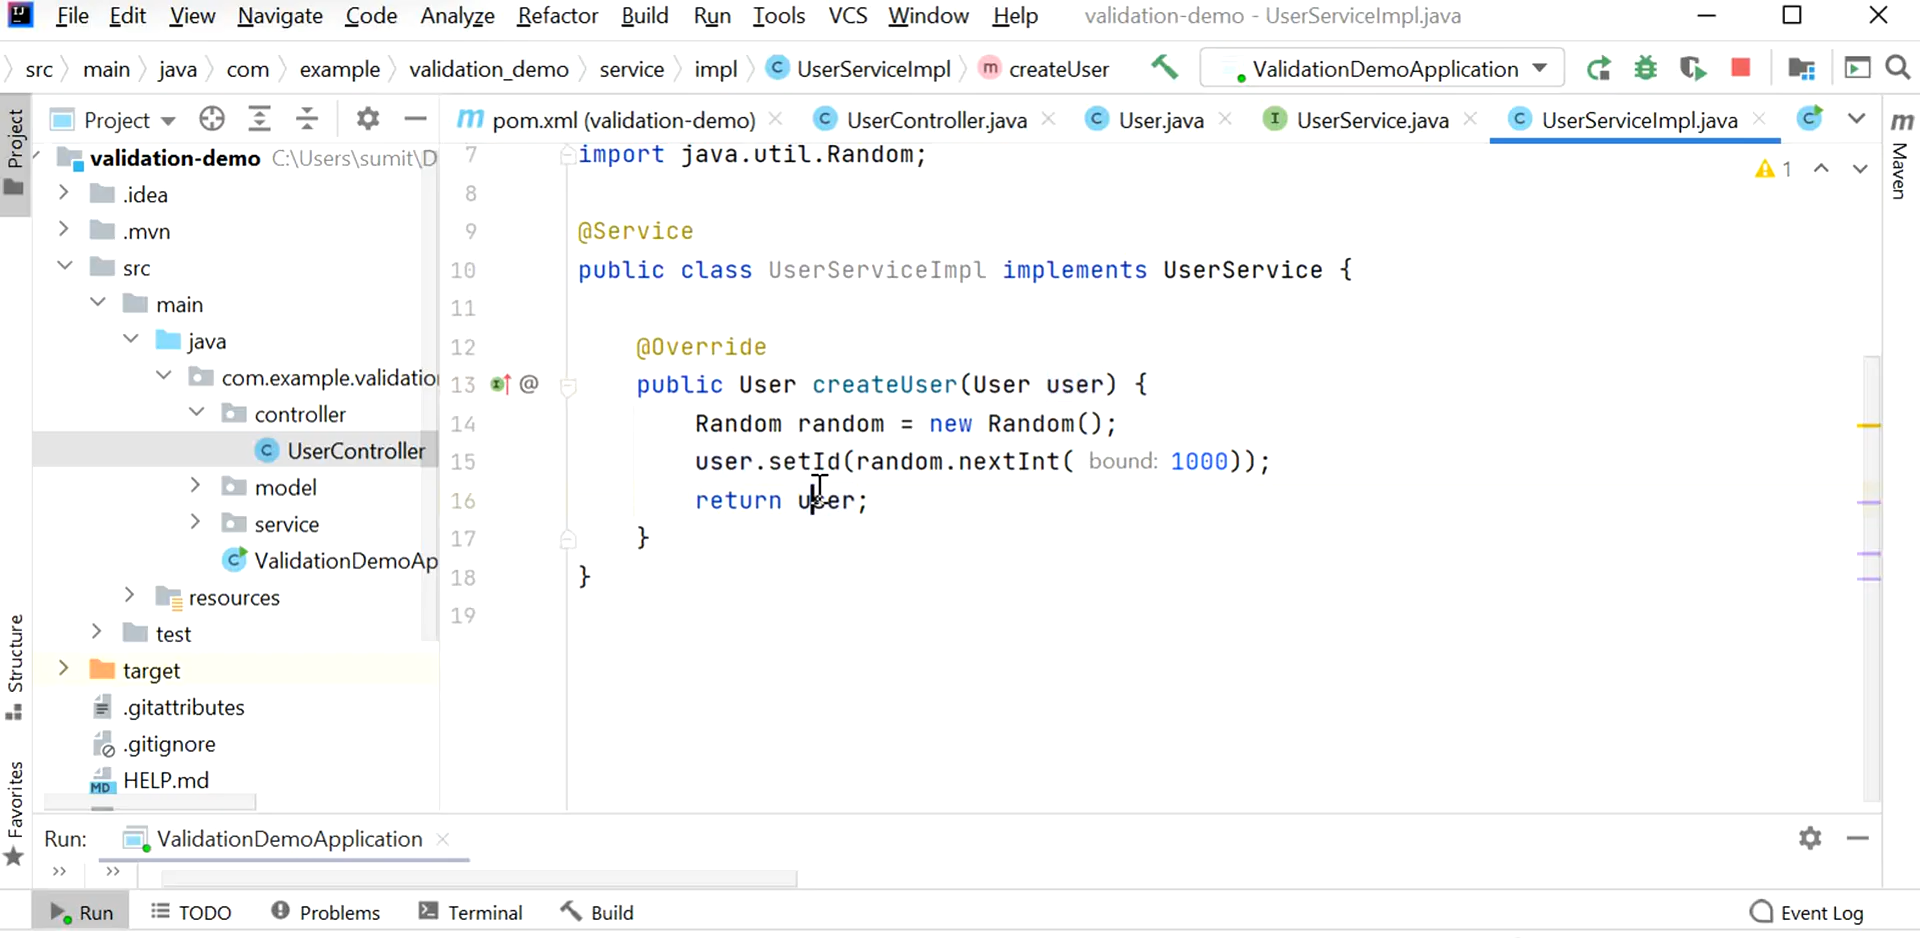 File Edit View Navigate Code Analyze Refactor Build Run Tools VCS Window Help validation-demo - UserServiceImpl.java
src main java com example validation_demo service impl UserServiceImpl createUser ValidationDemoApplication
Project pom.xml (validation-demo) UserController.java User.java UserService.java UserServiceImpl.java
Project
Maven
validation-demo C:\Users\sumit\D
.idea
.mvn
src
main
java
com.example.validatio
controller
UserController
model
service
ValidationDemoAp
resources
test
target
.gitattributes
.gitignore
HELP.md
Structure
Favorites
1
7 import java.util.Random;
8
9 @Service
10 public class UserServiceImpl implements UserService {
11
12 @Override
13 public User createUser(User user) {
14 Random random = new Random();
15 user.setId(random.nextInt( bound: 1000));
16 return user;
17 }
18 }
19
Run: ValidationDemoApplication
Run TODO Problems Terminal Build Event Log